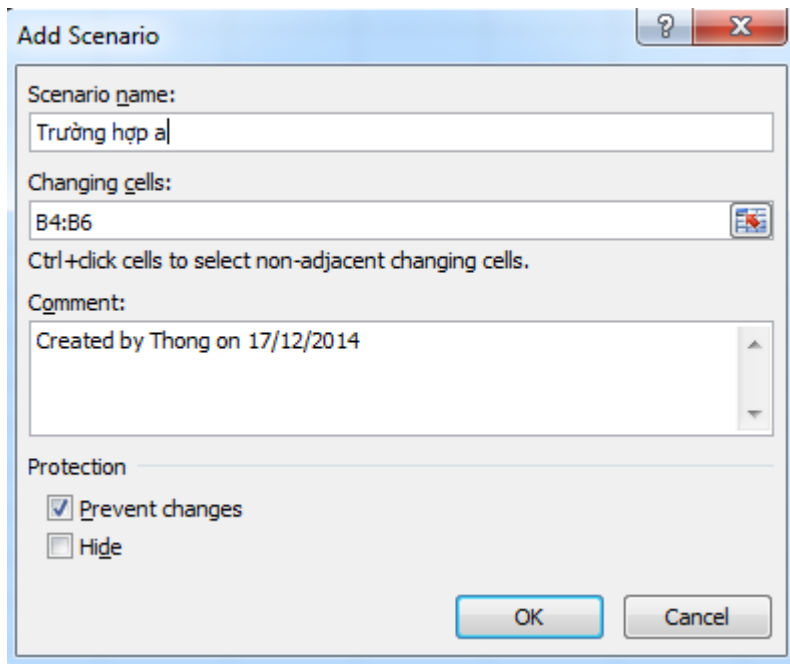 Add Scenario
Scenario name:
Trường hợp a
Changing cells:
B4:B6
Ctrl+click cells to select non-adjacent changing cells.
Comment:
Created by Thong on 17/12/2014
Protection
Prevent changes
Hide
OK Cancel